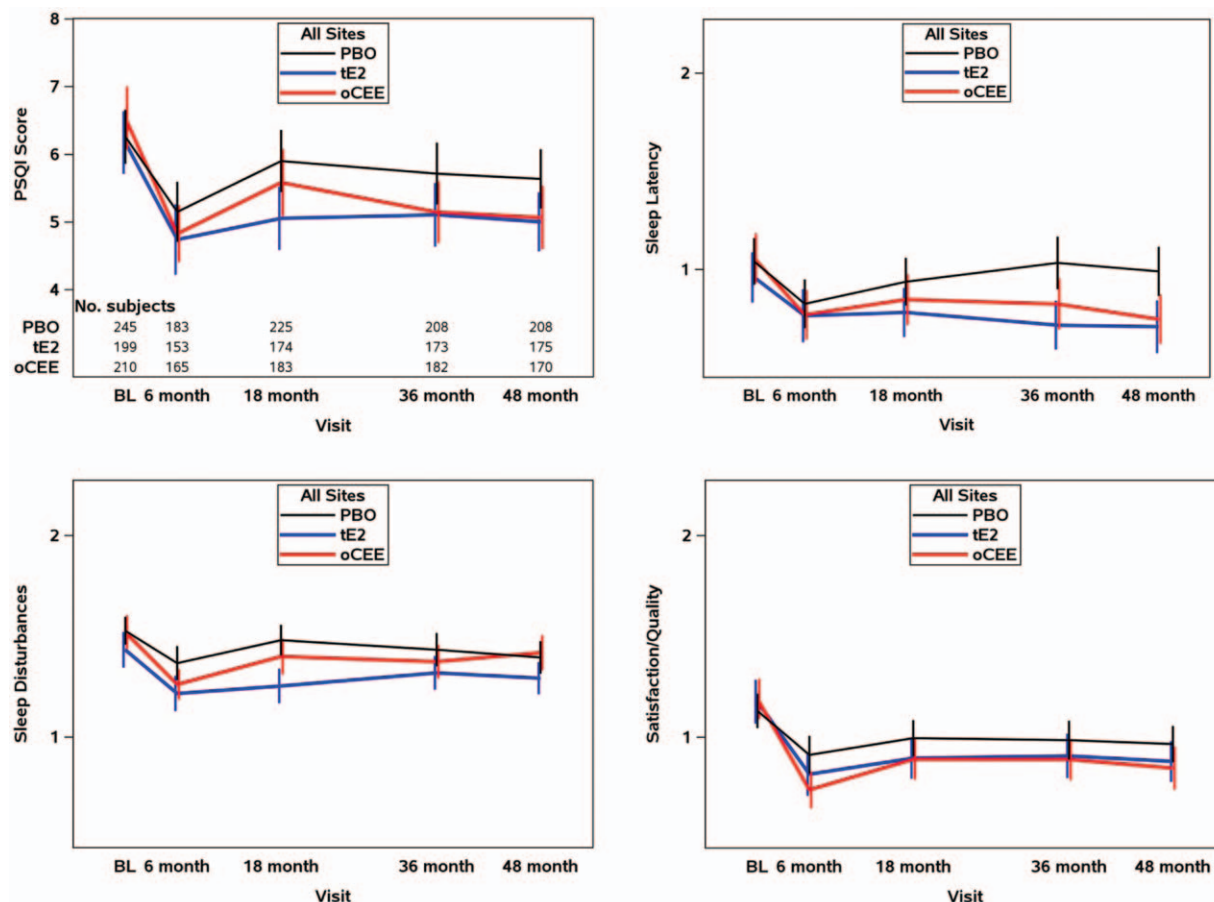 8
7
6
5
4
PSQI Score
All Sites
PBO
tE2
oCEE
No. subjects
PBO 245 183 225 208 208
tE2 199 153 174 173 175
oCEE 210 165 183 182 170
BL 6 month 18 month 36 month 48 month
Visit
2
1
Sleep Latency
All Sites
PBO
tE2
oCEE
BL 6 month 18 month 36 month 48 month
Visit
2
1
Sleep Disturbances
All Sites
PBO
tE2
oCEE
BL 6 month 18 month 36 month 48 month
Visit
2
1
Satisfaction/Quality
All Sites
PBO
tE2
oCEE
BL 6 month 18 month 36 month 48 month
Visit